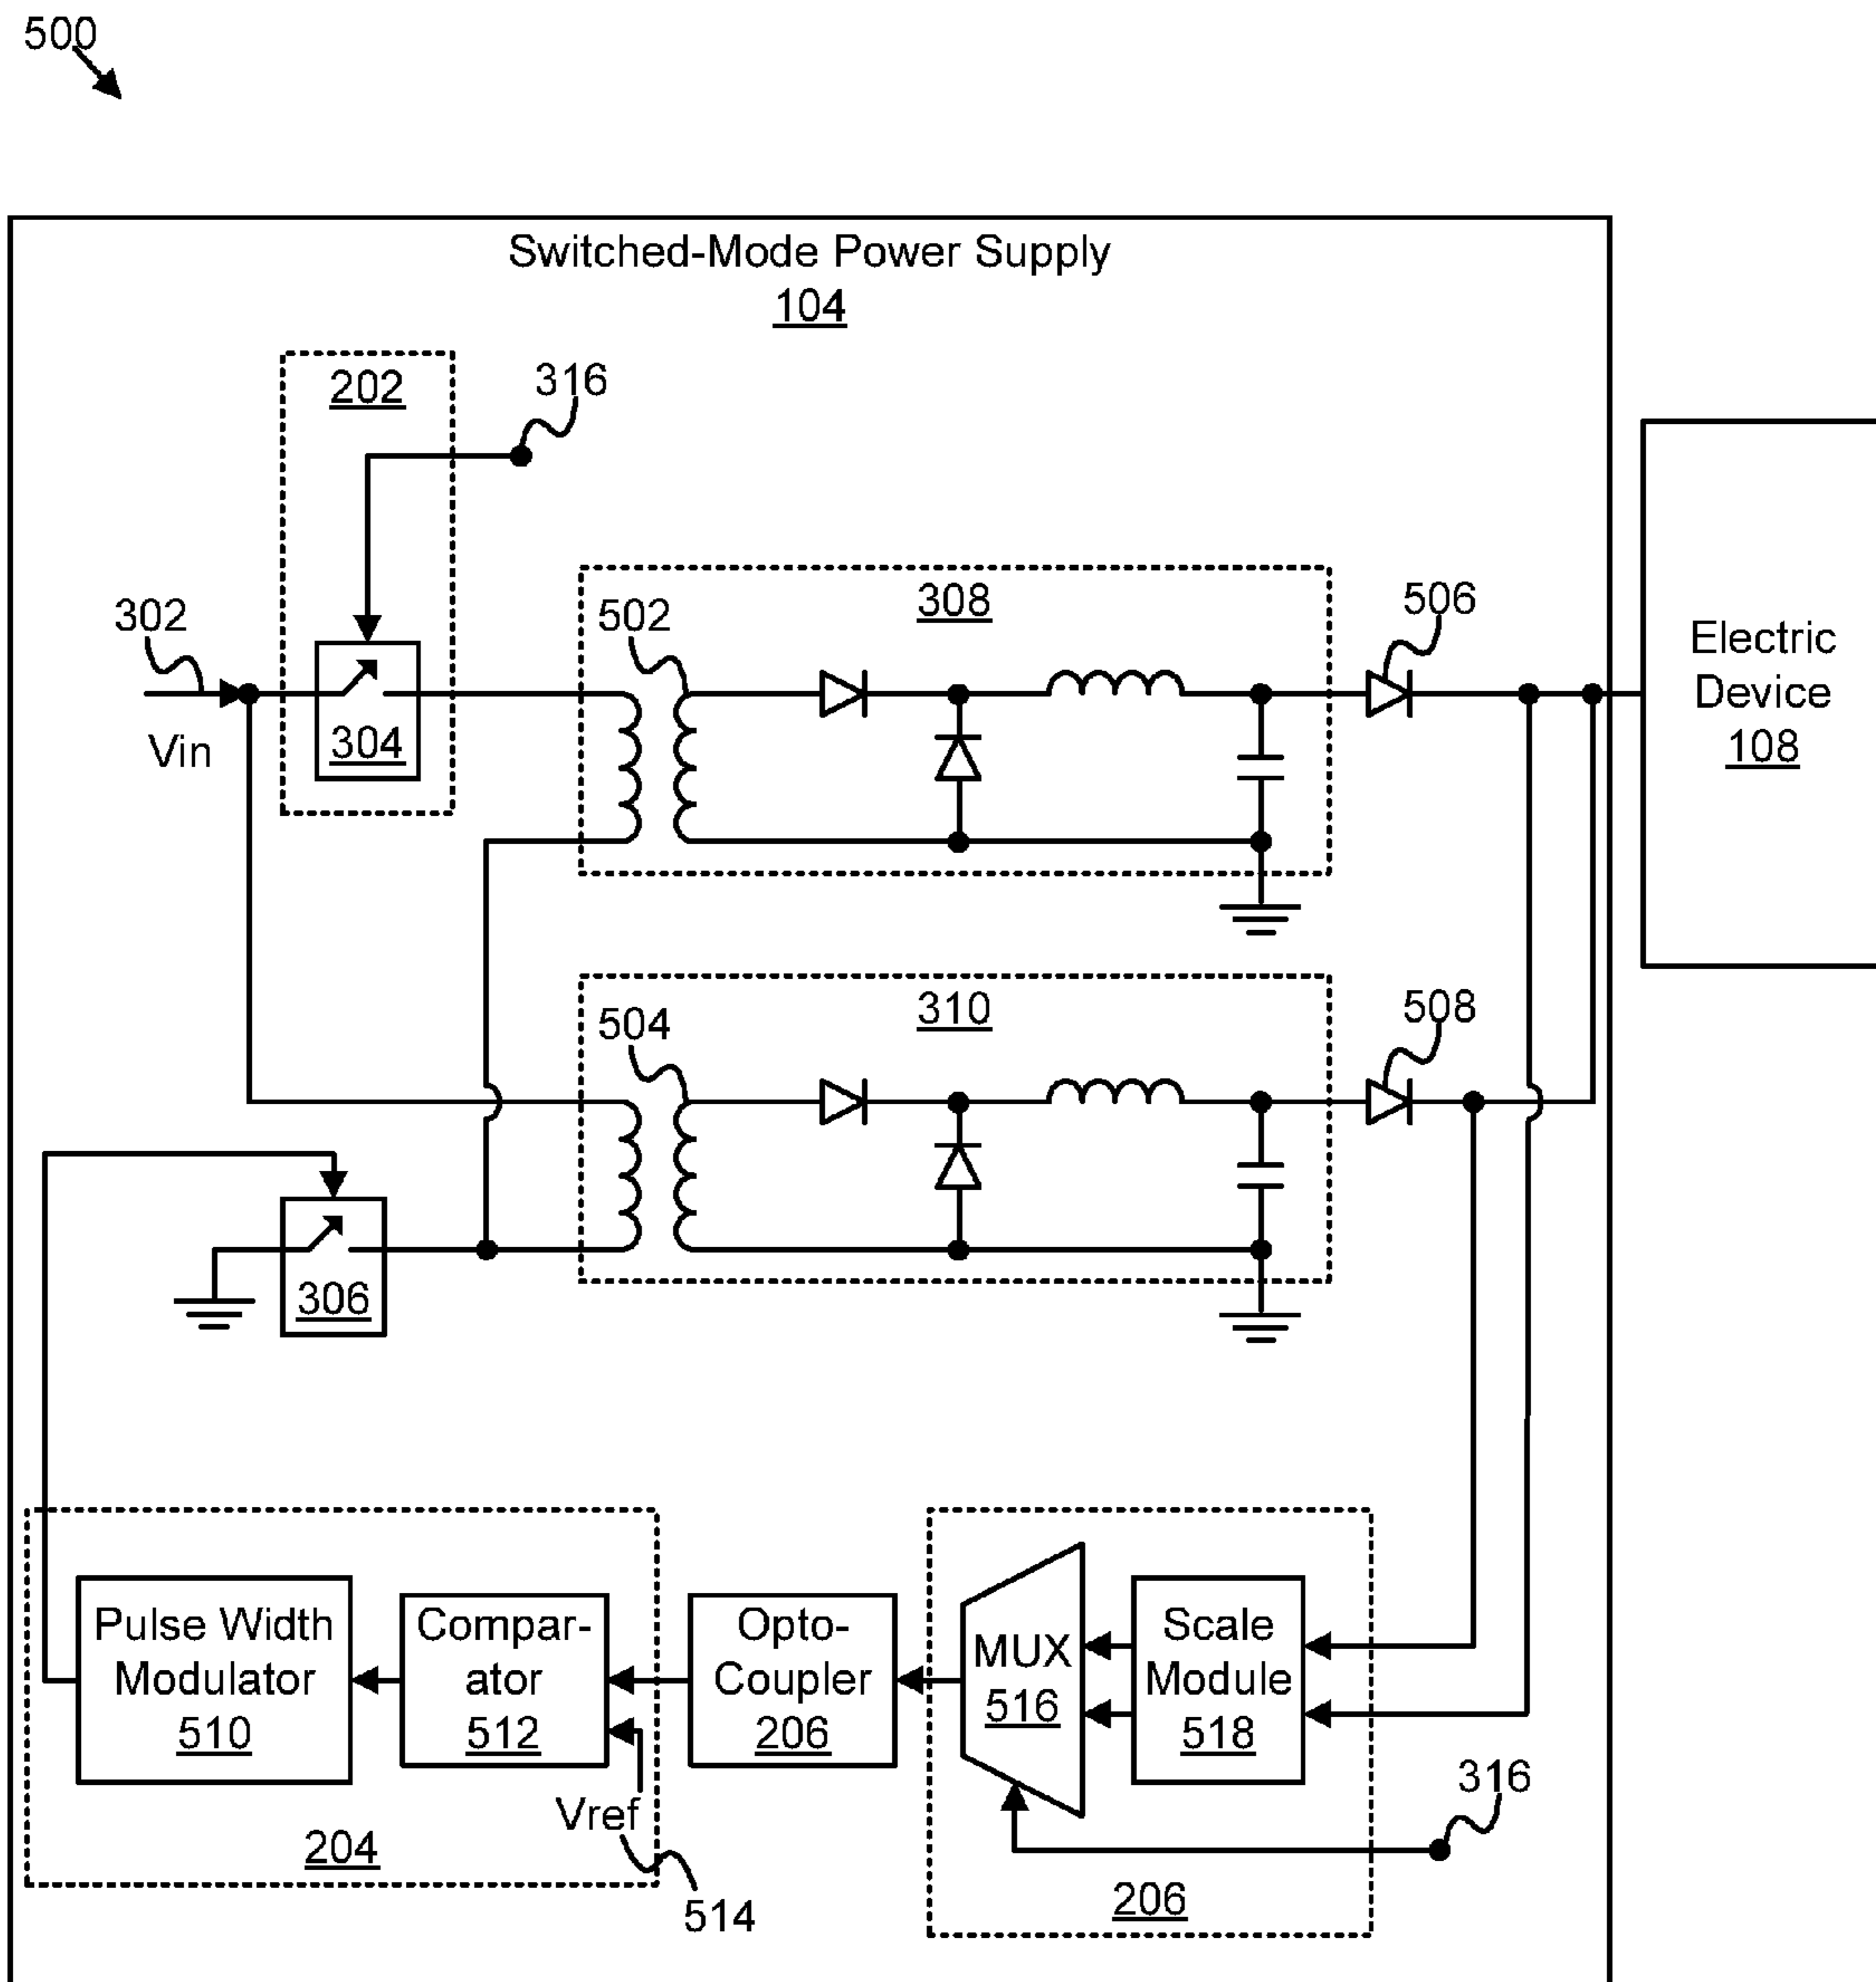 500
Switched-Mode Power Supply
104
202
316
302
Vin
304
502
308
506
Electric
Device
108
504
310
508
306
Pulse Width
Modulator
510
Compar-
ator
512
Vref
204
514
Opto-
Coupler
206
MUX
516
Scale
Module
518
316
206